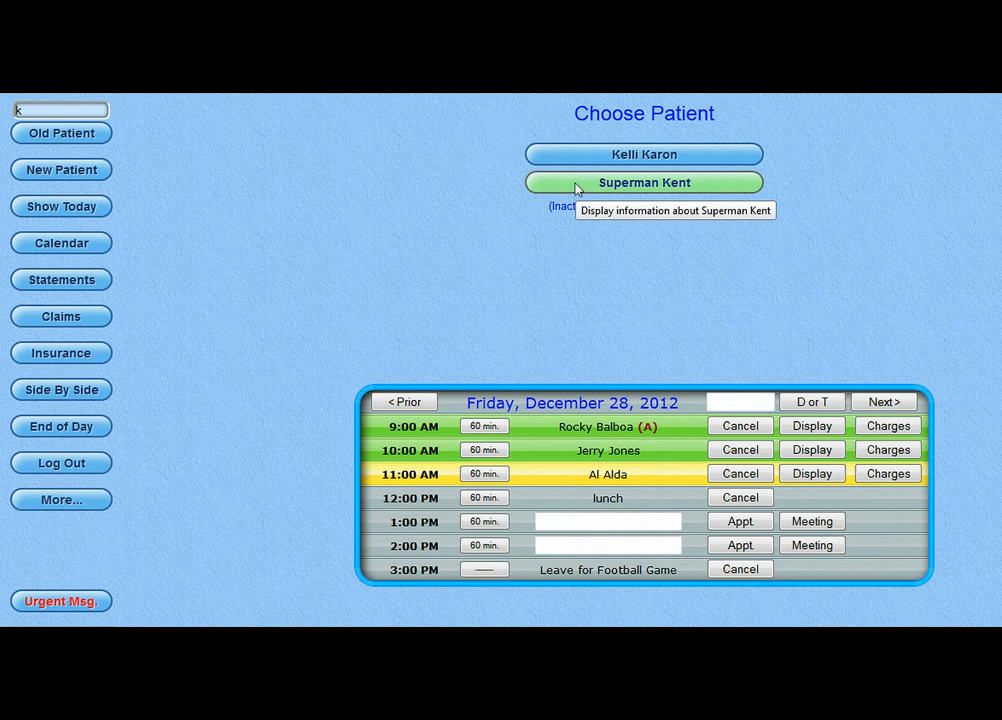 k
Old Patient
New Patient
Show Today
Calendar
Statements
Claims
Insurance
Side By Side
End of Day
Log Out
More...
Urgent Msg.
Choose Patient
Kelli Karon
Superman Kent
Display information about Superman Kent
< Prior Friday, December 28, 2012 D or T Next >
9:00 AM 60 min. Rocky Balboa (A) Cancel Display Charges
10:00 AM 60 min. Jerry Jones Cancel Display Charges
11:00 AM 60 min. Al Alda Cancel Display Charges
12:00 PM 60 min. lunch Cancel
1:00 PM 60 min. Appt. Meeting
2:00 PM 60 min. Appt. Meeting
3:00 PM Leave for Football Game Cancel